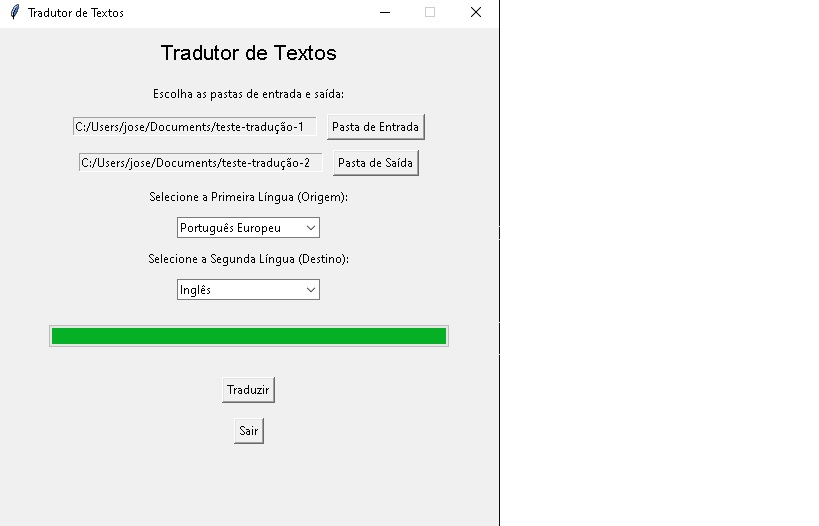 Tradutor de Textos
Tradutor de Textos
Escolha as pastas de entrada e saída:
C:/Users/jose/Documents/teste-tradução-1 Pasta de Entrada
C:/Users/jose/Documents/teste-tradução-2 Pasta de Saída
Selecione a Primeira Língua (Origem):
Português Europeu
Selecione a Segunda Língua (Destino):
Inglês
Traduzir
Sair